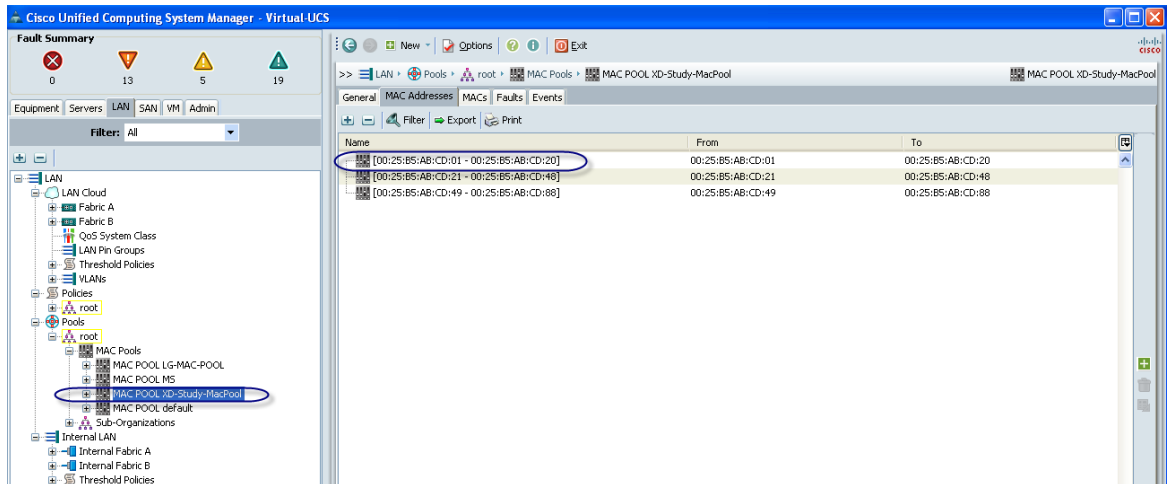 Cisco Unified Computing System Manager - Virtual-UCS
Fault Summary
0 13 5 19
Equipment Servers LAN SAN VM Admin
Filter: All
LAN
LAN Cloud
Fabric A
Fabric B
QoS System Class
LAN Pin Groups
Threshold Policies
VLANs
Policies
root
Pools
root
MAC Pools
MAC POOL LG-MAC-POOL
MAC POOL MS
MAC POOL XD-Study-MacPool
MAC POOL default
Sub-Organizations
Internal LAN
Internal Fabric A
Internal Fabric B
Threshold Policies
New Options Exit
CISCO
>> LAN Pools root MAC Pools MAC POOL XD-Study-MacPool MAC POOL XD-Study-MacPool
General MAC Addresses MACs Faults Events
Filter Export Print
Name From To
[00:25:B5:AB:CD:01 - 00:25:B5:AB:CD:20] 00:25:B5:AB:CD:01 00:25:B5:AB:CD:20
[00:25:B5:AB:CD:21 - 00:25:B5:AB:CD:48] 00:25:B5:AB:CD:21 00:25:B5:AB:CD:48
[00:25:B5:AB:CD:49 - 00:25:B5:AB:CD:88] 00:25:B5:AB:CD:49 00:25:B5:AB:CD:88